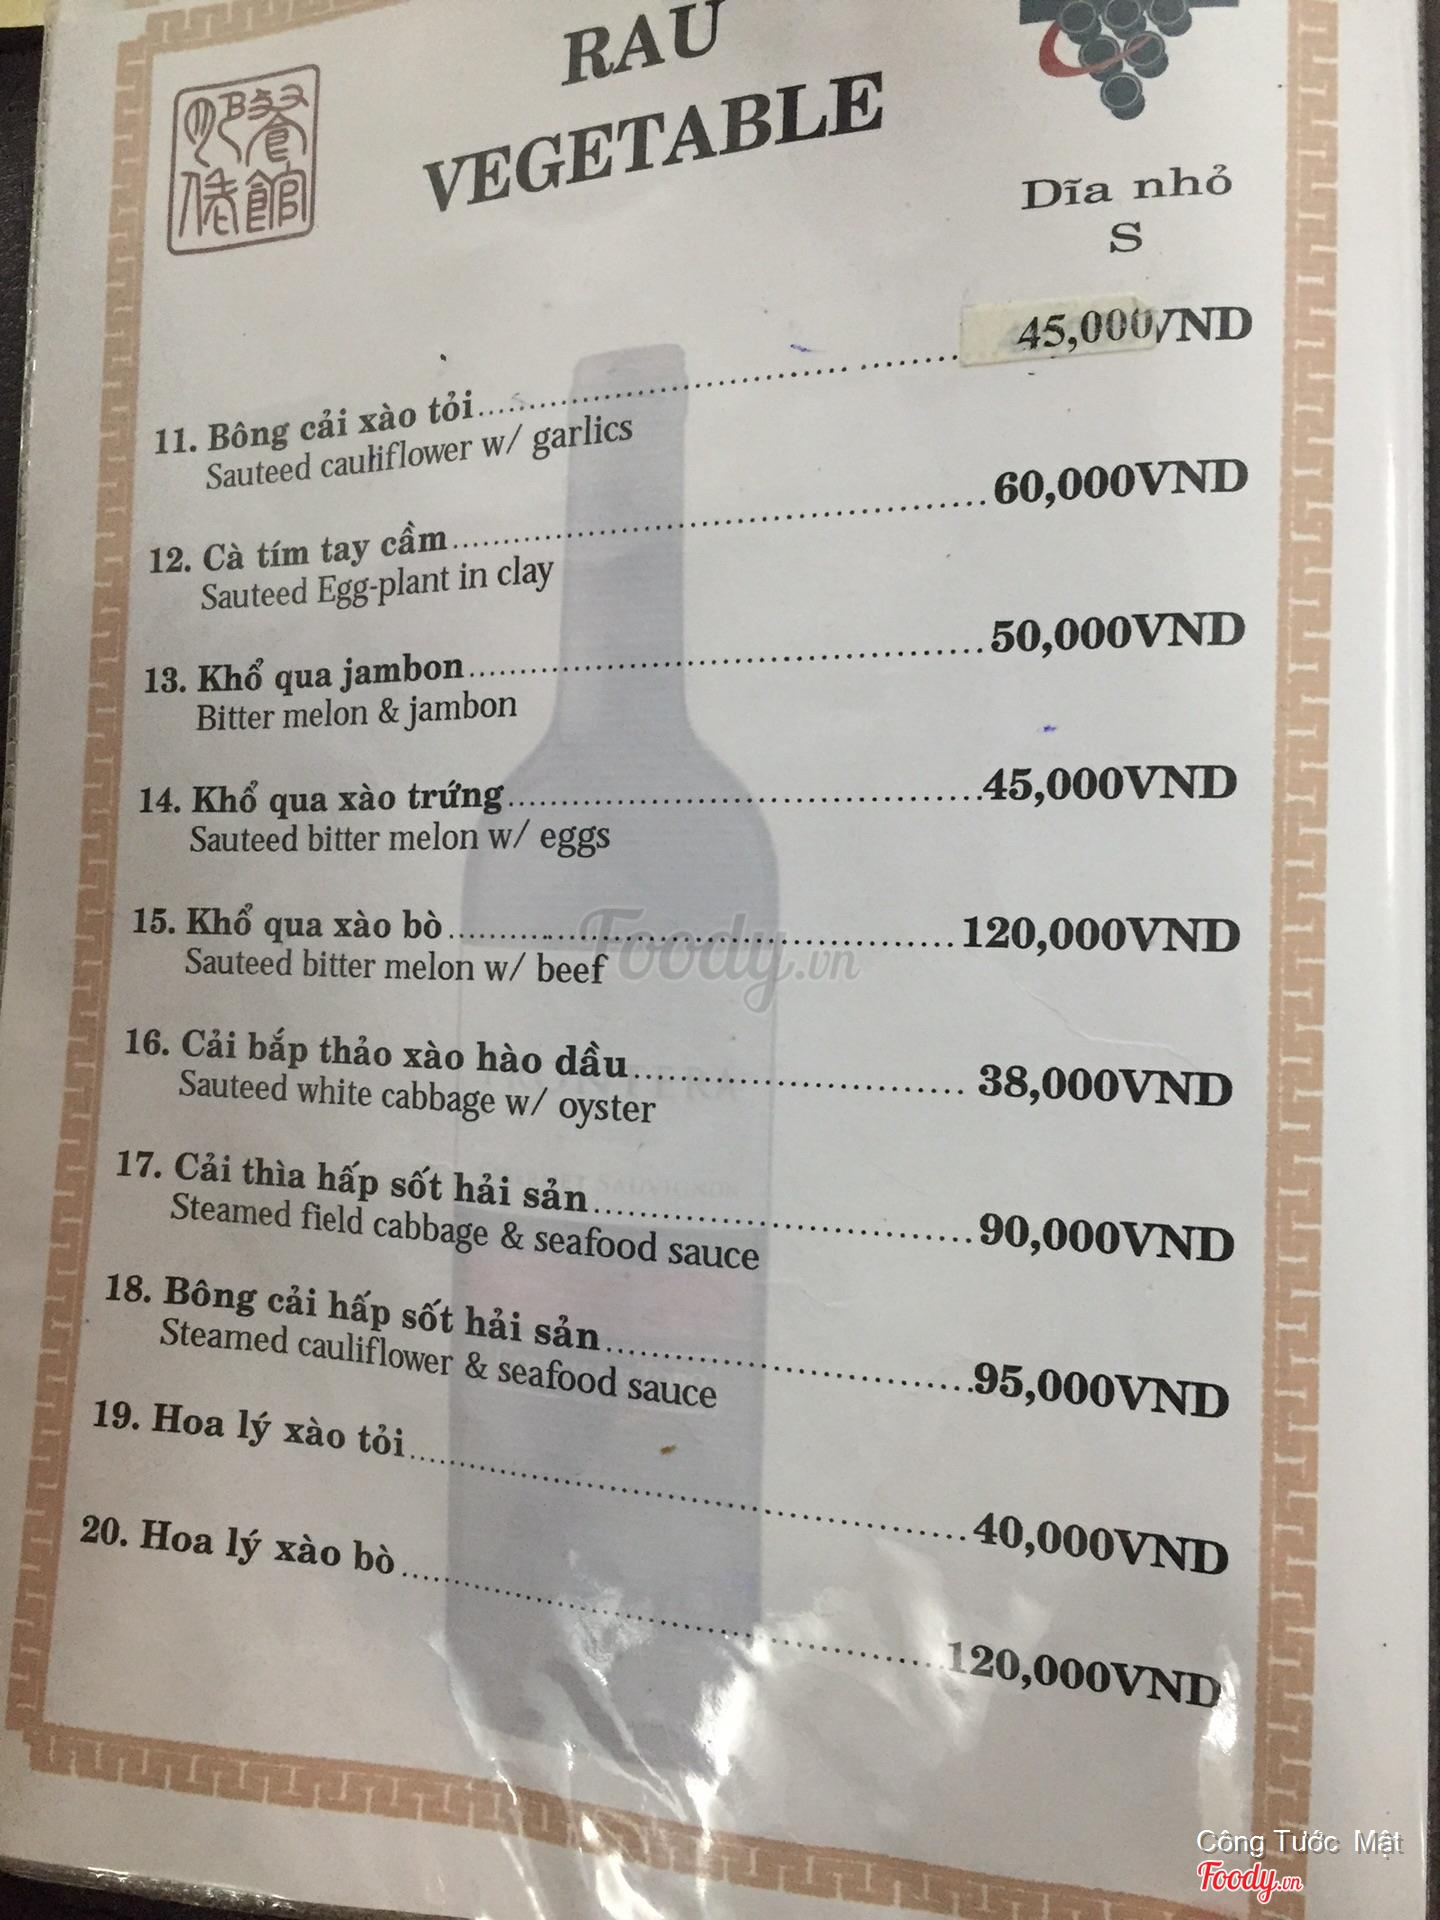 RAU
VEGETABLE
Dĩa nhỏ
S
11. Bông cải xào tỏi.......... 45,000VND
Sauteed cauliflower w/ garlics
12. Cà tím tay cầm.......... 60,000VND
Sauteed Egg-plant in clay
13. Khổ qua jambon.......... 50,000VND
Bitter melon & jambon
14. Khổ qua xào trứng.......... 45,000VND
Sauteed bitter melon w/ eggs
15. Khổ qua xào bò.......... 120,000VND
Sauteed bitter melon w/ beef
16. Cải bắp thảo xào hào dầu.......... 38,000VND
Sauteed white cabbage w/ oyster
17. Cải thìa hấp sốt hải sản.......... 90,000VND
Steamed field cabbage & seafood sauce
18. Bông cải hấp sốt hải sản.......... 95,000VND
Steamed cauliflower & seafood sauce
19. Hoa lý xào tỏi.......... 40,000VND
20. Hoa lý xào bò.......... 120,000VND
Foody.vn
SAUVIGNON
Công Tước Mật
Foody.vn